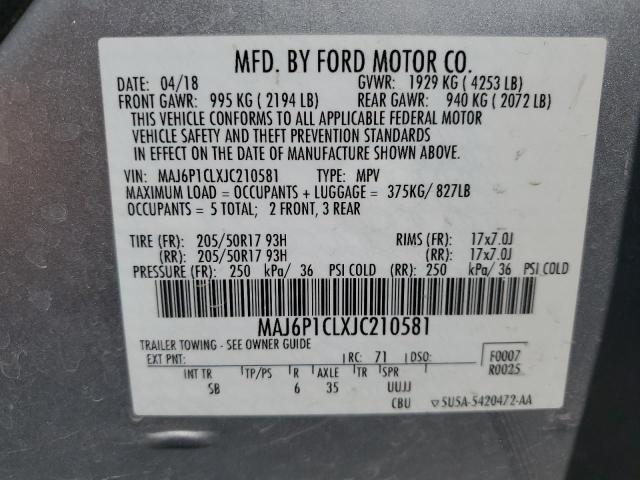 MFD. BY FORD MOTOR CO.
DATE: 04/18 GVWR: 1929 KG ( 4253 LB)
FRONT GAWR: 995 KG ( 2194 LB) REAR GAWR: 940 KG ( 2072 LB)
THIS VEHICLE CONFORMS TO ALL APPLICABLE FEDERAL MOTOR
VEHICLE SAFETY AND THEFT PREVENTION STANDARDS
IN EFFECT ON THE DATE OF MANUFACTURE SHOWN ABOVE.
VIN: MAJ6P1CLXJC210581 TYPE: MPV
MAXIMUM LOAD = OCCUPANTS + LUGGAGE = 375KG/ 827LB
OCCUPANTS = 5 TOTAL; 2 FRONT, 3 REAR
TIRE (FR): 205/50R17 93H RIMS (FR): 17x7.0J
(RR): 205/50R17 93H (RR): 17x7.0J
PRESSURE (FR): 250 kPa/ 36 PSI COLD (RR): 250 kPa/ 36 PSI COLD
MAJ6P1CLXJC210581
TRAILER TOWING - SEE OWNER GUIDE
EXT PNT: RC: 71 DSO: F0007
R0025
INT TR TP/PS R AXLE TR SPR
SB 6 35 UUJJ
CBU 5U5A-5420472-AA